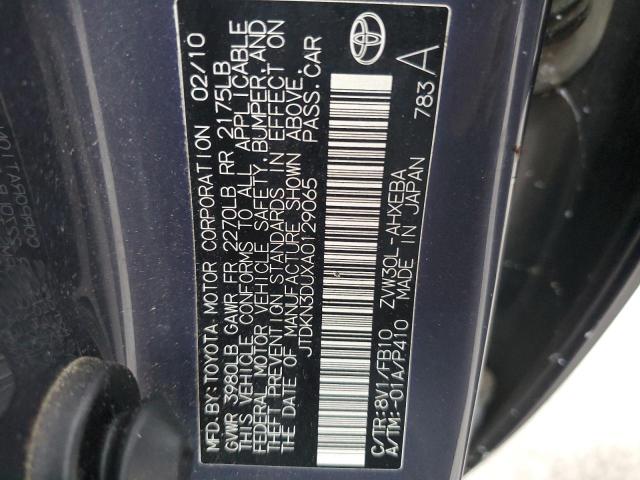 MFD. BY: TOYOTA MOTOR CORPORATION 02/10
GVWR 3980LB GAWR FR 2270LB RR 2175LB
THIS VEHICLE CONFORMS TO ALL APPLICABLE
FEDERAL MOTOR VEHICLE SAFETY, BUMPER, AND
THEFT PREVENTION STANDARDS IN EFFECT ON
THE DATE OF MANUFACTURE SHOWN ABOVE.
JTDKN3DUXA0129065 PASS. CAR
C/TR: 8V1/FB10 ZVW30L-AHXEBA
A/TM: -01A/P410 MADE IN JAPAN 783 A